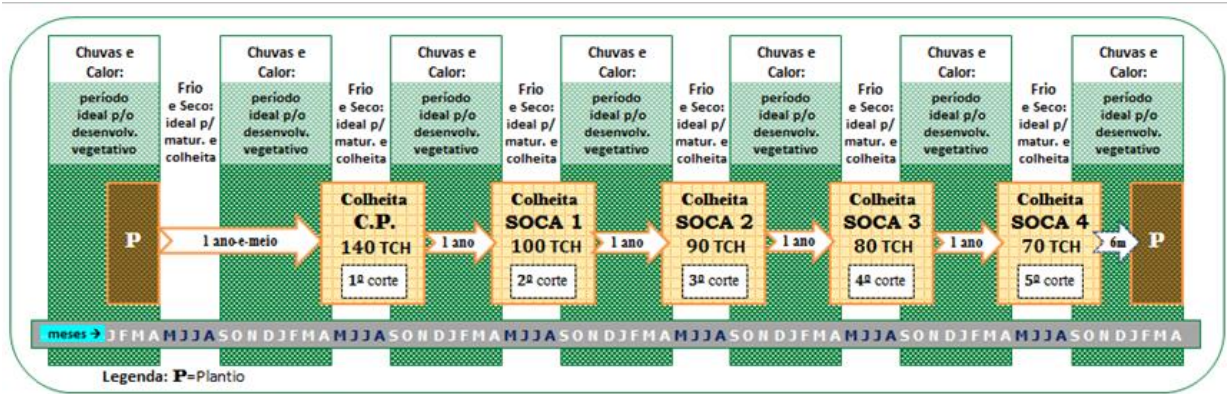 Chuvas e
Calor:
período
ideal p/o
desenvolv.
vegetativo
Frio
e Seco:
ideal p/
matur. e
colheita
Chuvas e
Calor:
período
ideal p/o
desenvolv.
vegetativo
Frio
e Seco:
ideal p/
matur. e
colheita
Chuvas e
Calor:
período
ideal p/o
desenvolv.
vegetativo
Frio
e Seco:
ideal p/
matur. e
colheita
Chuvas e
Calor:
período
ideal p/o
desenvolv.
vegetativo
Frio
e Seco:
ideal p/
matur. e
colheita
Chuvas e
Calor:
período
ideal p/o
desenvolv.
vegetativo
Frio
e Seco:
ideal p/
matur. e
colheita
Chuvas e
Calor:
período
ideal p/o
desenvolv.
vegetativo
Frio
e Seco:
ideal p/
matur. e
colheita
Chuvas e
Calor:
período
ideal p/o
desenvolv.
vegetativo
P
1 ano-e-meio
Colheita
C.P.
140 TCH
1º corte
1 ano
Colheita
SOCA 1
100 TCH
2º corte
1 ano
Colheita
SOCA 2
90 TCH
3º corte
1 ano
Colheita
SOCA 3
80 TCH
4º corte
1 ano
Colheita
SOCA 4
70 TCH
5º corte
6m
P
meses → J F M A M J J A S O N D J F M A M J J A S O N D J F M A M J J A S O N D J F M A M J J A S O N D J F M A M J J A S O N D J F M A M J J A S O N D J F M A
Legenda: P=Plantio